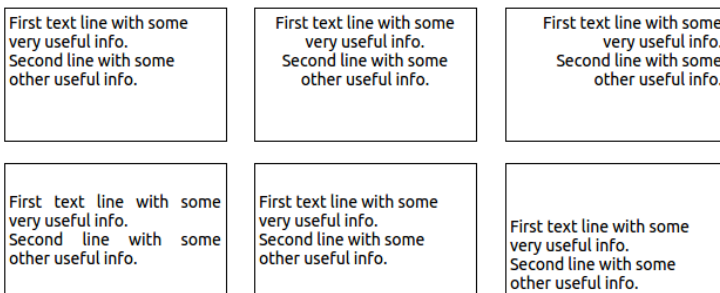 First text line with some
very useful info.
Second line with some
other useful info.
First text line with some
very useful info.
Second line with some
other useful info.
First text line with some
very useful info.
Second line with some
other useful info.
First text line with some
very useful info.
Second line with some
other useful info.
First text line with some
very useful info.
Second line with some
other useful info.
First text line with some
very useful info.
Second line with some
other useful info.